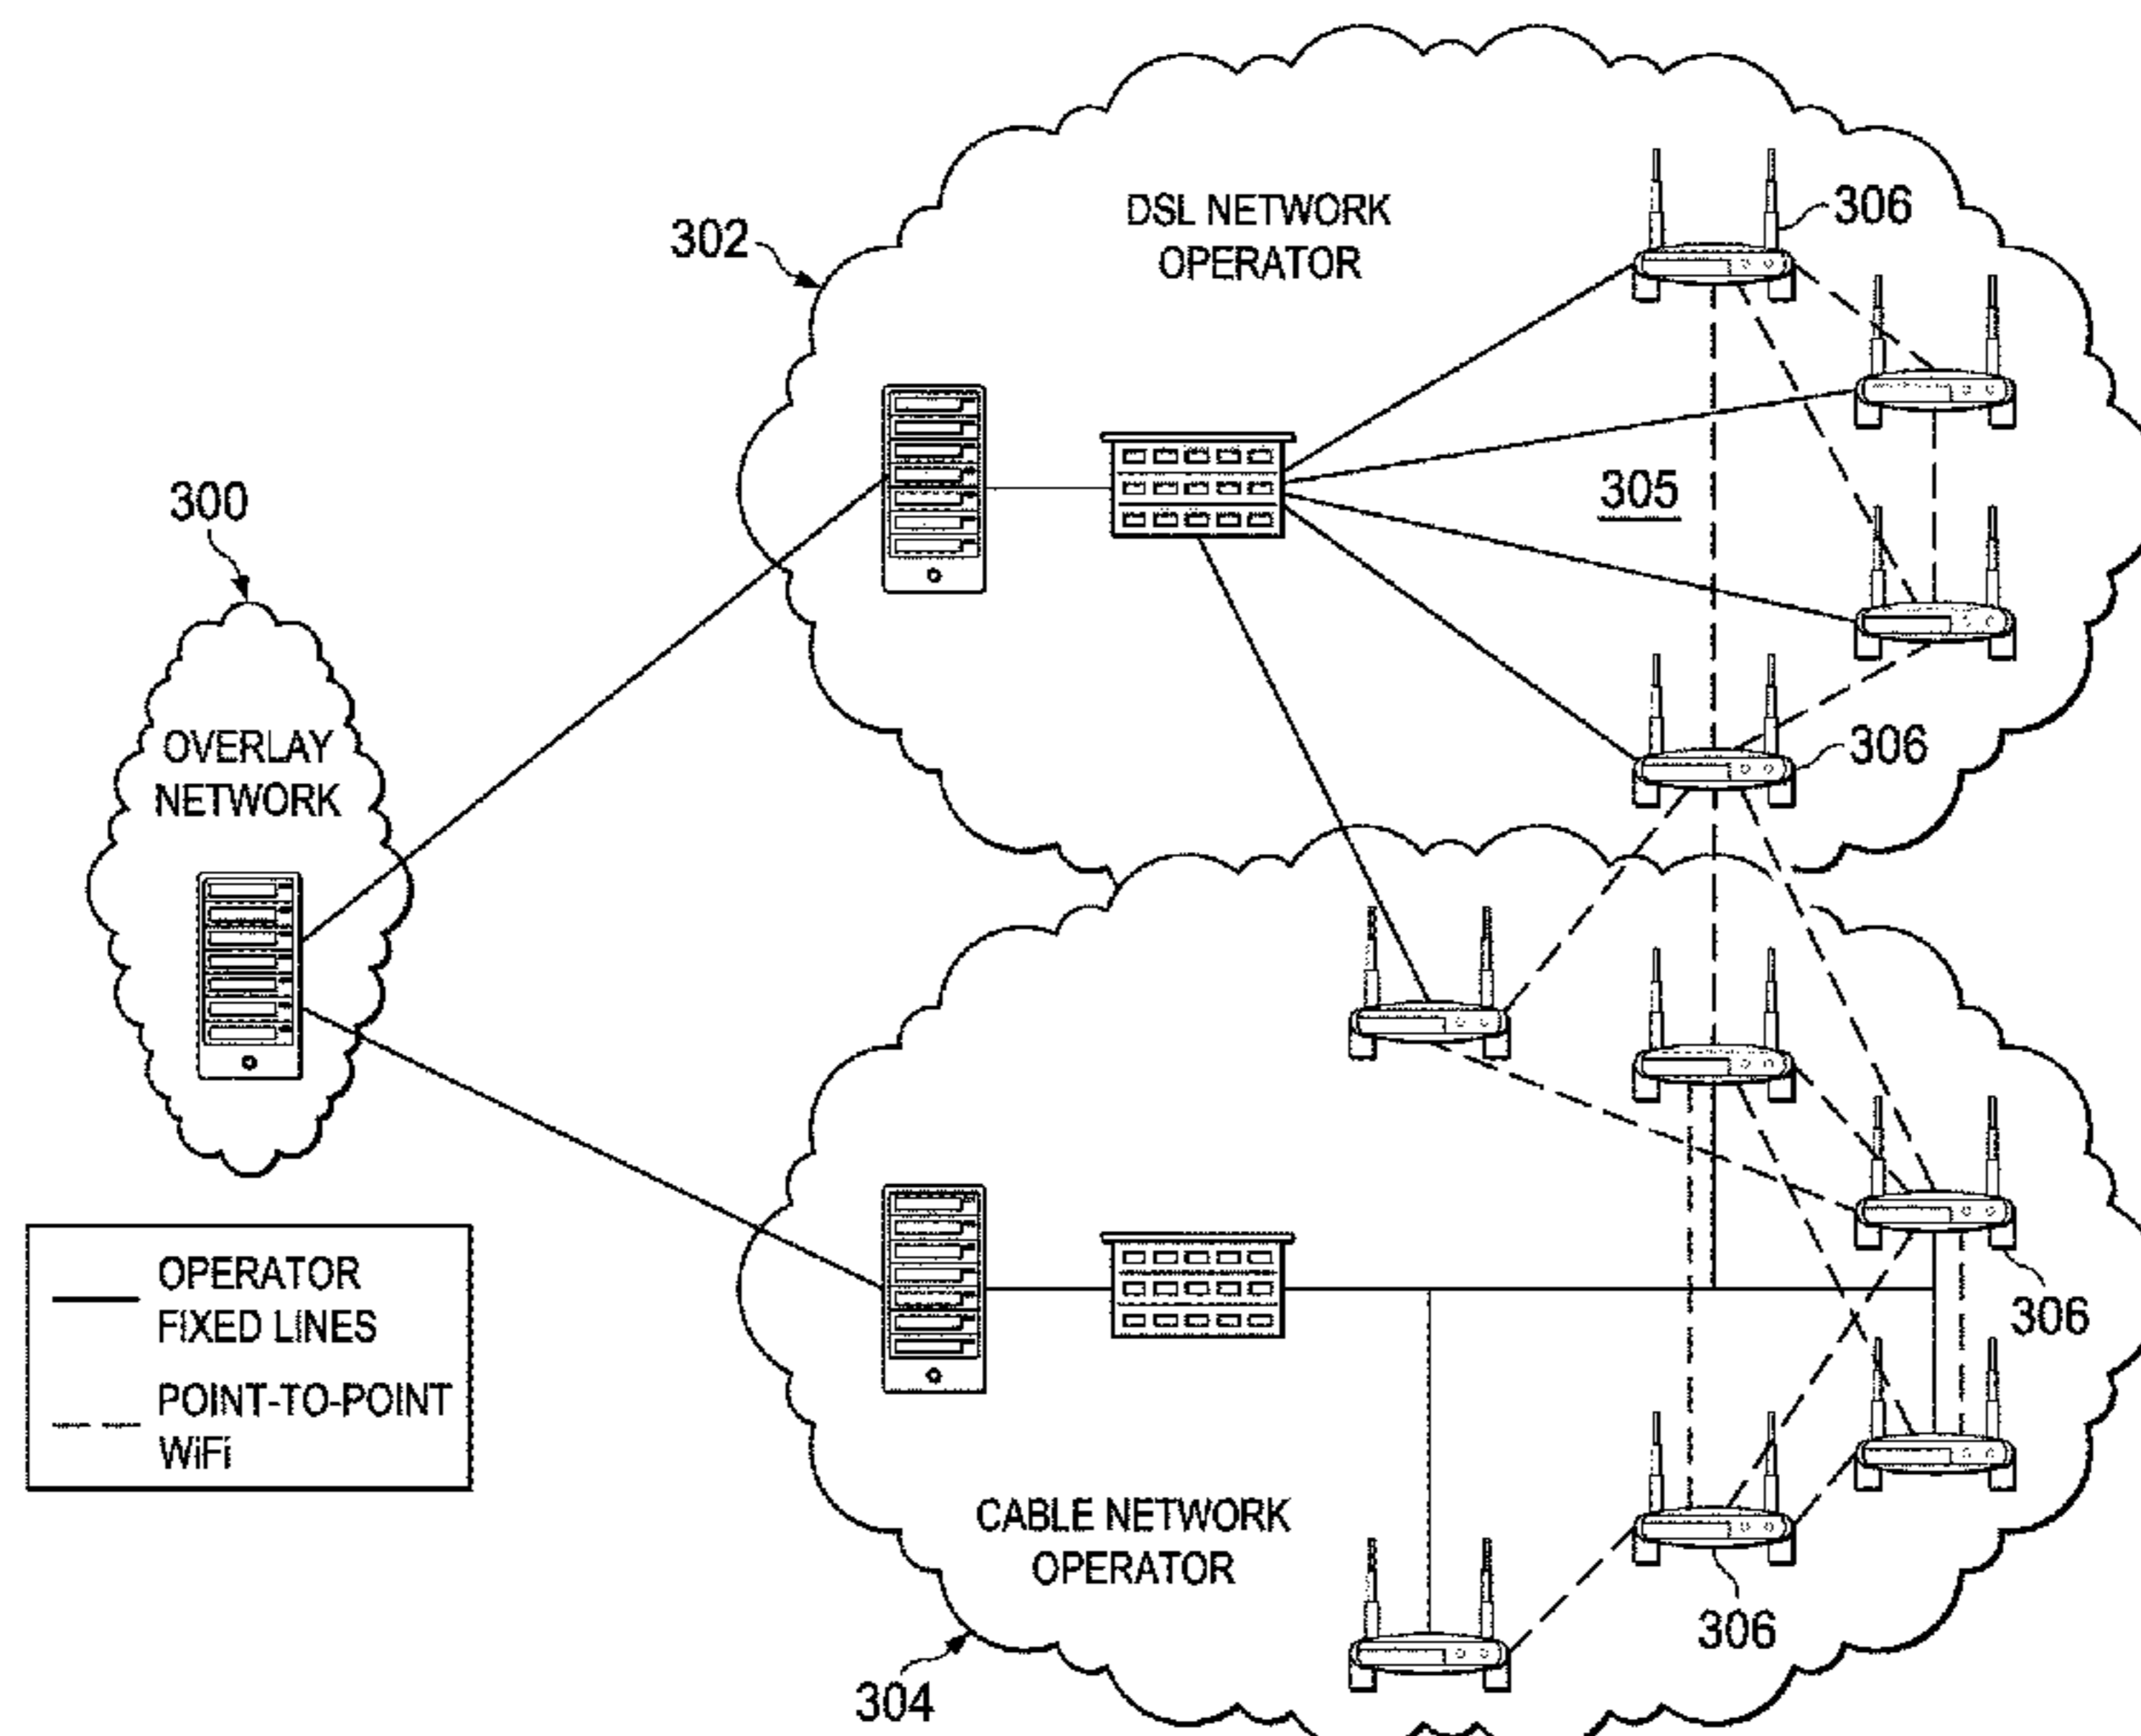 DSL NETWORK
OPERATOR
306
302
305
300
306
OVERLAY
NETWORK
OPERATOR
FIXED LINES
POINT-TO-POINT
WiFi
306
CABLE NETWORK
OPERATOR
306
304